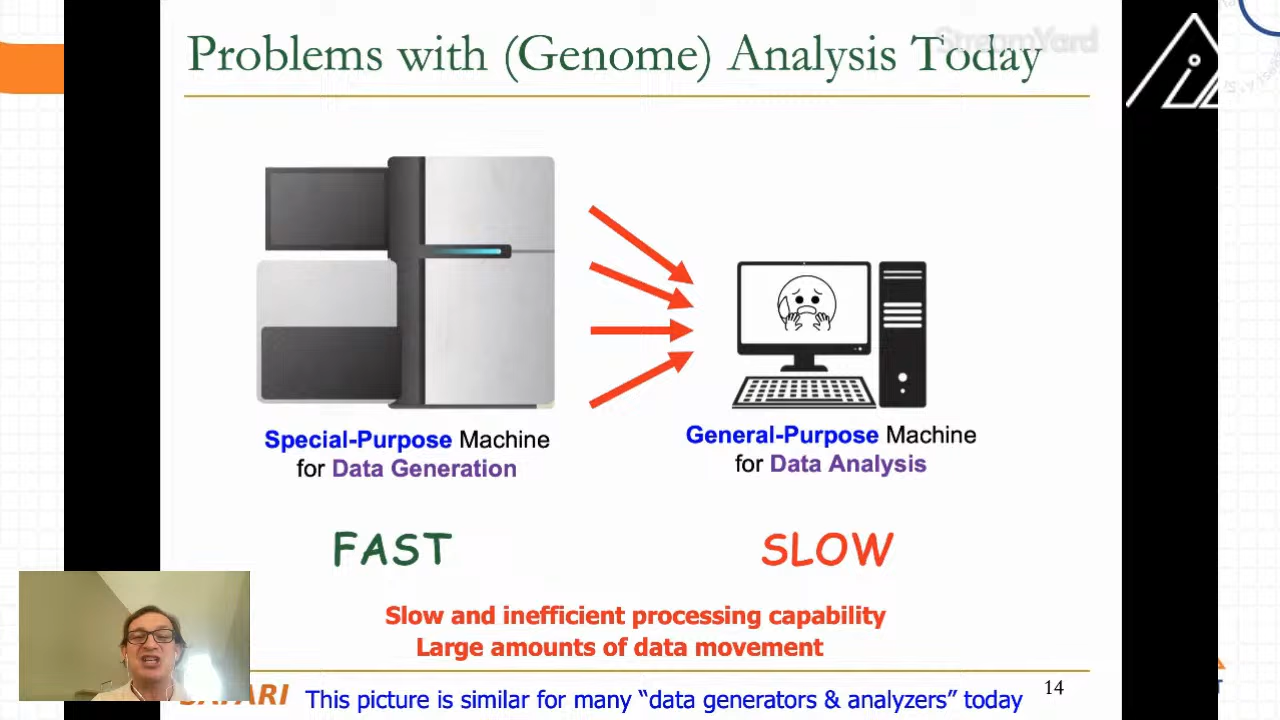 Problems with (Genome) Analysis Today
StreamYard
Special-Purpose Machine
for Data Generation
General-Purpose Machine
for Data Analysis
FAST
SLOW
Slow and inefficient processing capability
Large amounts of data movement
SAFARI
This picture is similar for many “data generators & analyzers” today
14